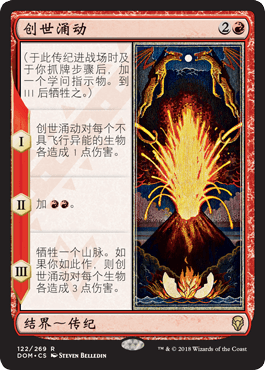 创世涌动 2
(于此传纪进战场时及
于你抓牌步骤后，加
一个学问指示物。到
III后牺牲之。)
I
创世涌动对每个不
具飞行异能的生物
各造成 1 点伤害。
II
加。
III
牺牲一个山脉。如
果你如此作，则创
世涌动对每个生物
各造成 3 点伤害。
结界～传纪
122/269 R
DOM • CS Steven Belledin
™ & © 2018 Wizards of the Coast